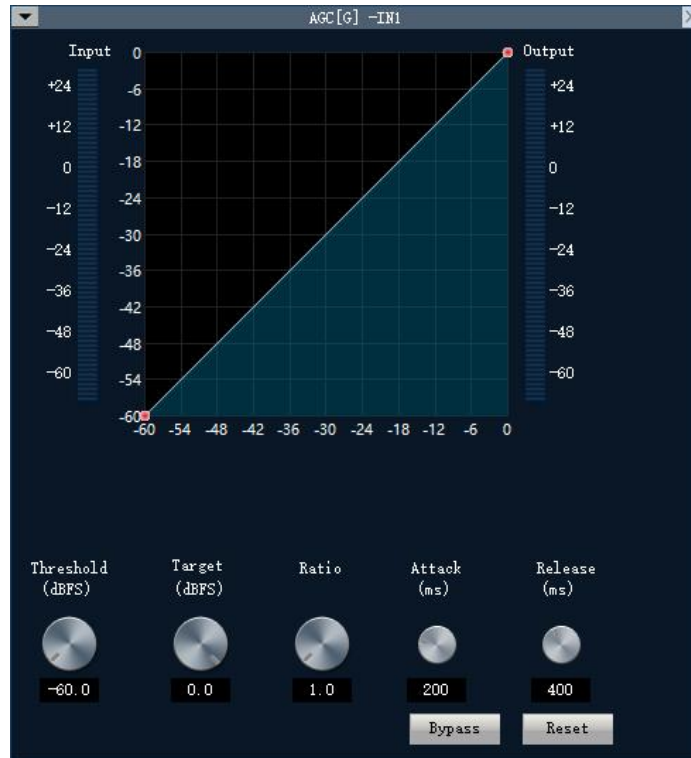 AGC[G] -IN1
Input
Output
+24
+12
0
-12
-24
-36
-48
-60
0
-6
-12
-18
-24
-30
-36
-42
-48
-54
-60
-60 -54 -48 -42 -36 -30 -24 -18 -12 -6 0
+24
+12
0
-12
-24
-36
-48
-60
Threshold
(dBFS)
Target
(dBFS)
Ratio
Attack
(ms)
Release
(ms)
-60.0
0.0
1.0
200
400
Bypass
Reset